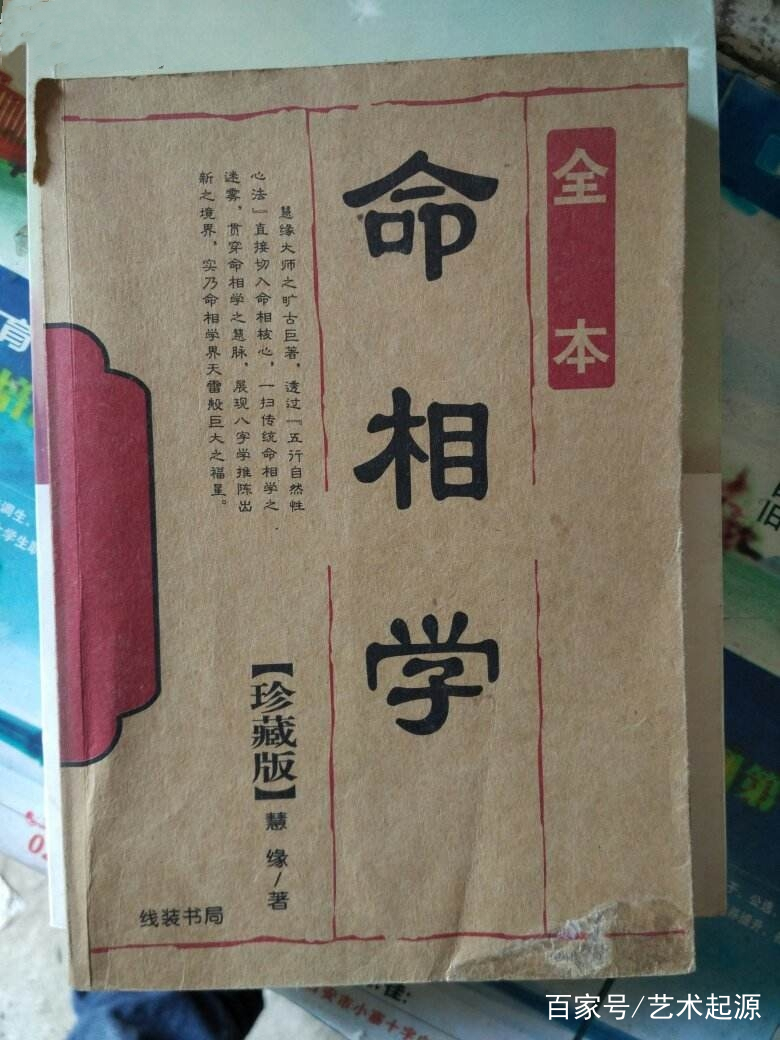 全本
命相学
慧缘大师之旷古巨著，透过『五行自然性
心法』直接切入命相核心，一扫传统命相学之
迷雾，贯穿命相学之慧脉，展现八字学推陈出
新之境界，实乃命相学界天雷般巨大之福星。
【珍藏版】
慧缘/著
线装书局
百家号/艺术起源